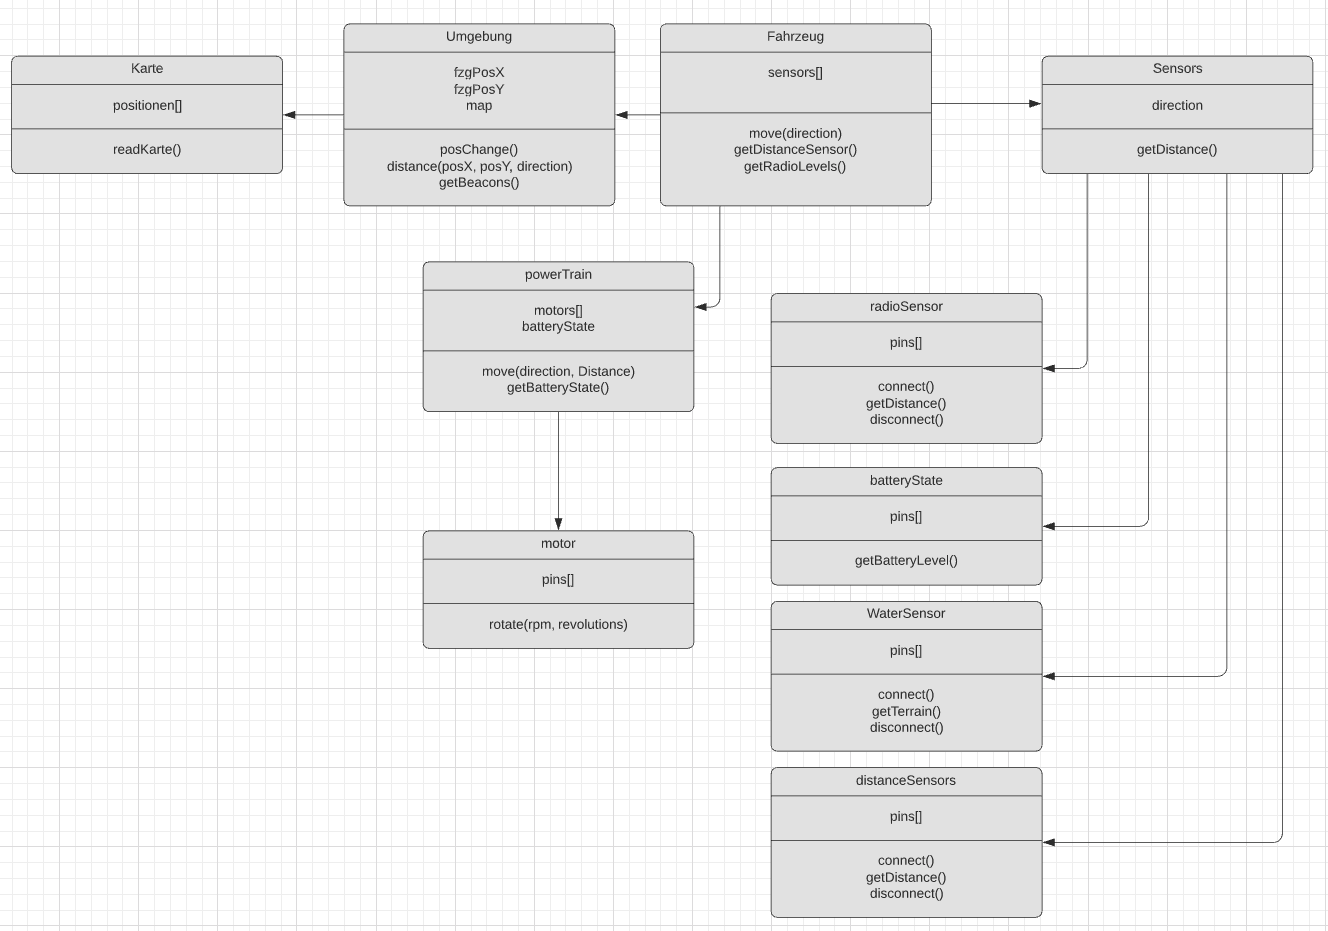 Karte
positionen[]
readKarte()
Umgebung
fzgPosX
fzgPosY
map
posChange()
distance(posX, posY, direction)
getBeacons()
Fahrzeug
sensors[]
move(direction)
getDistanceSensor()
getRadioLevels()
Sensors
direction
getDistance()
powerTrain
motors[]
batteryState
move(direction, Distance)
getBatteryState()
motor
pins[]
rotate(rpm, revolutions)
radioSensor
pins[]
connect()
getDistance()
disconnect()
batteryState
pins[]
getBatteryLevel()
WaterSensor
pins[]
connect()
getTerrain()
disconnect()
distanceSensors
pins[]
connect()
getDistance()
disconnect()